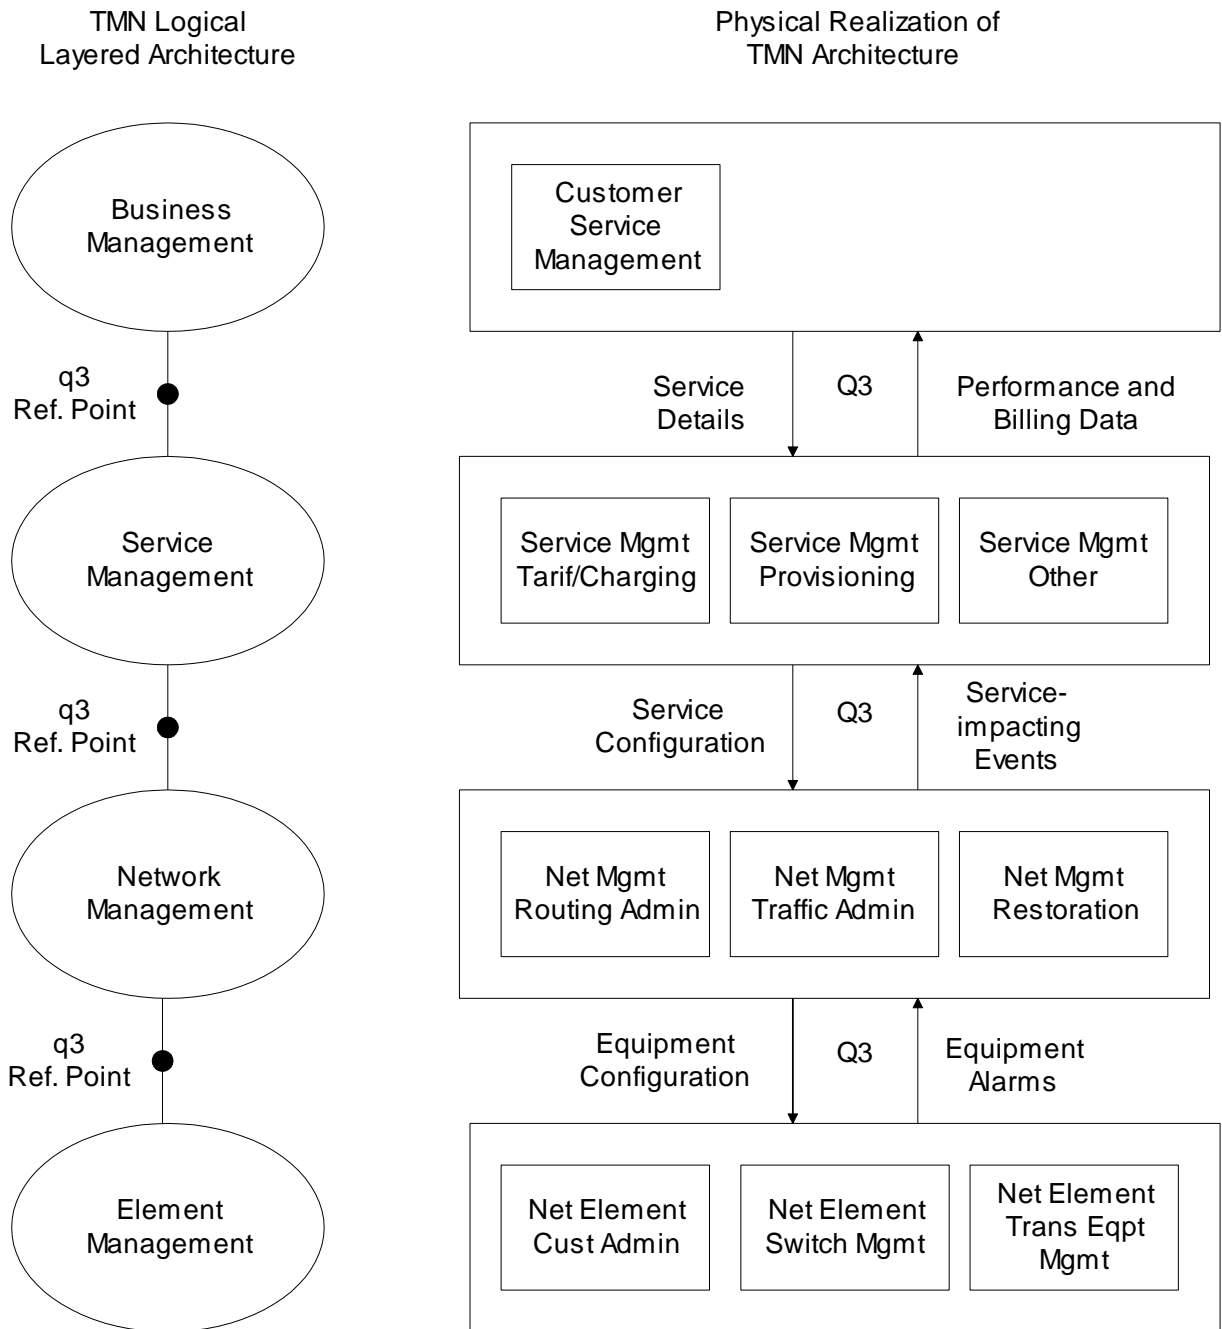 TMN Logical
Layered Architecture
Physical Realization of
TMN Architecture
Business
Management
Customer
Service
Management
q3
Ref. Point
Service
Details
Q3
Performance and
Billing Data
Service
Management
Service Mgmt
Tarif/Charging
Service Mgmt
Provisioning
Service Mgmt
Other
q3
Ref. Point
Service
Configuration
Q3
Service-
impacting
Events
Network
Management
Net Mgmt
Routing Admin
Net Mgmt
Traffic Admin
Net Mgmt
Restoration
q3
Ref. Point
Equipment
Configuration
Q3
Equipment
Alarms
Element
Management
Net Element
Cust Admin
Net Element
Switch Mgmt
Net Element
Trans Eqpt
Mgmt